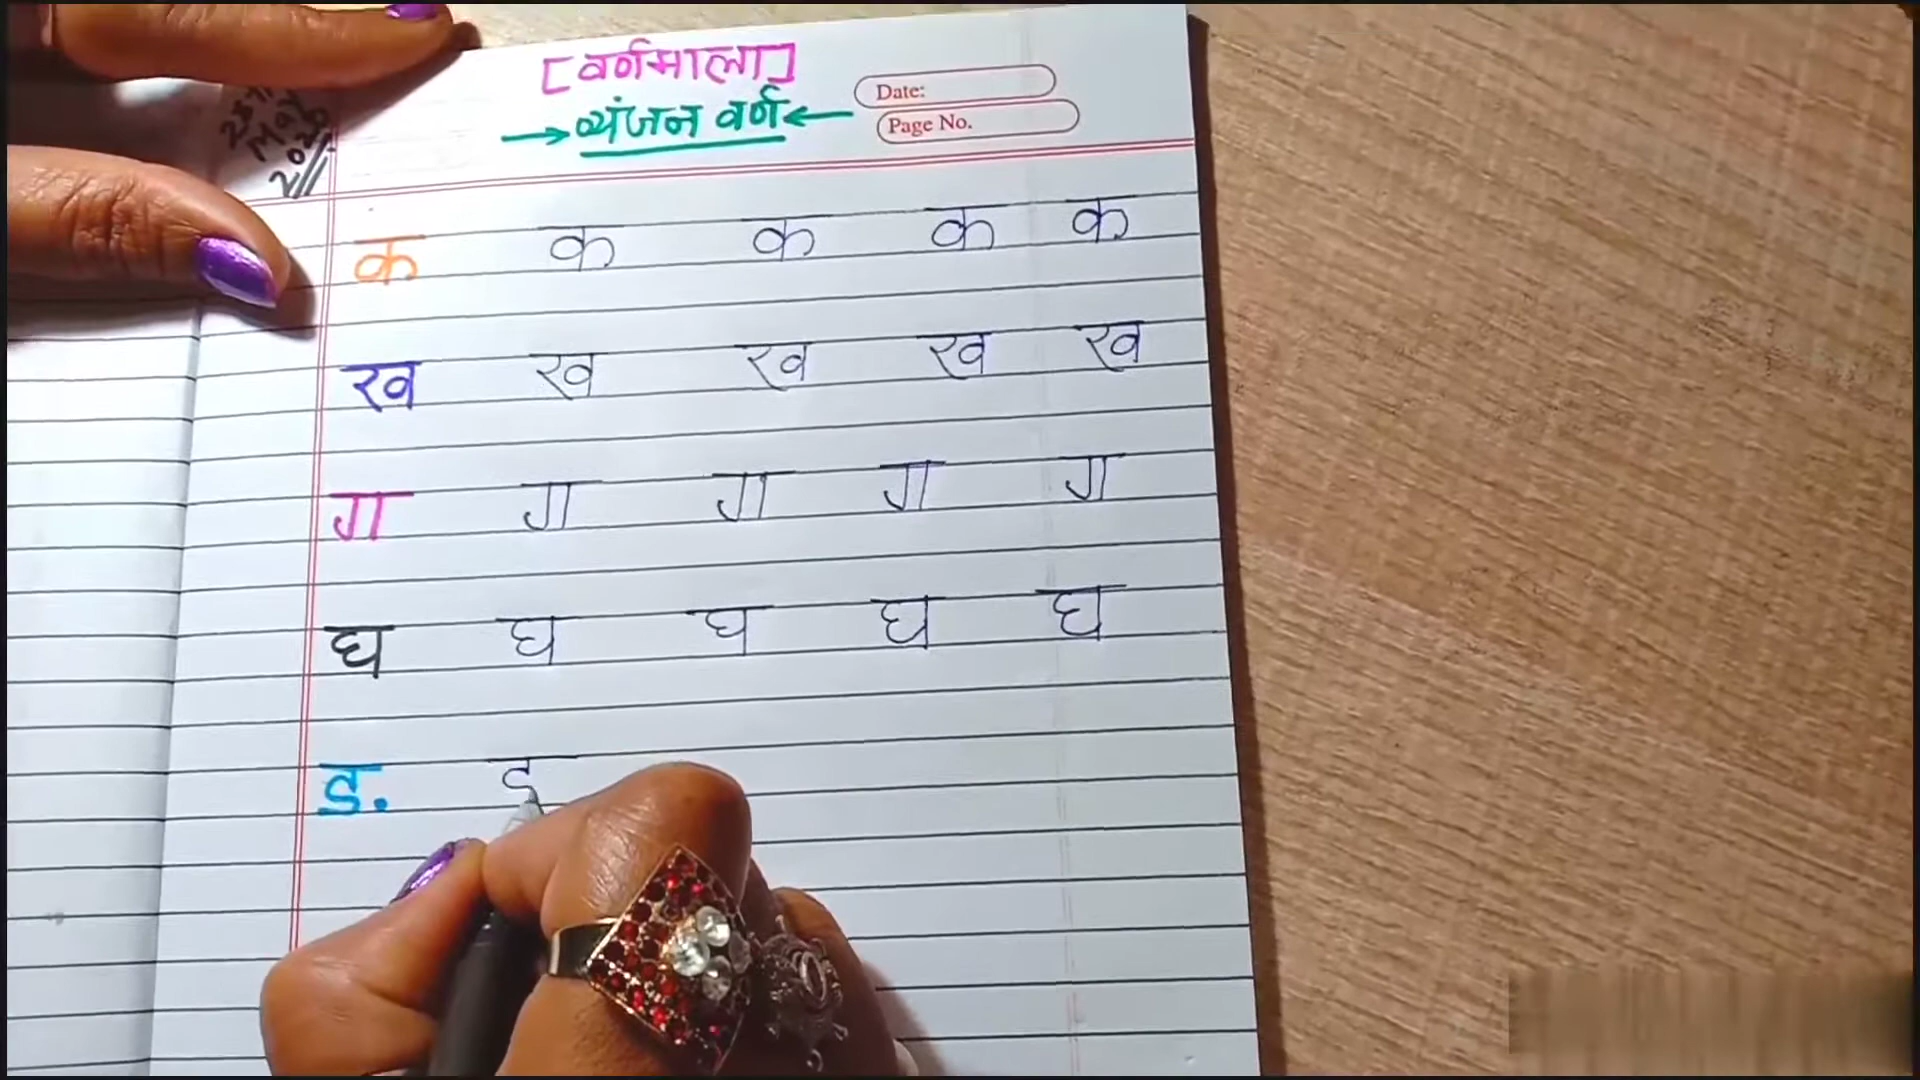 [वर्णमाला]
→ व्यंजन वर्ण ←
Date:
Page No.
क क क क क
ख ख ख ख ख
ग ग ग ग ग
घ घ घ घ घ
ङ